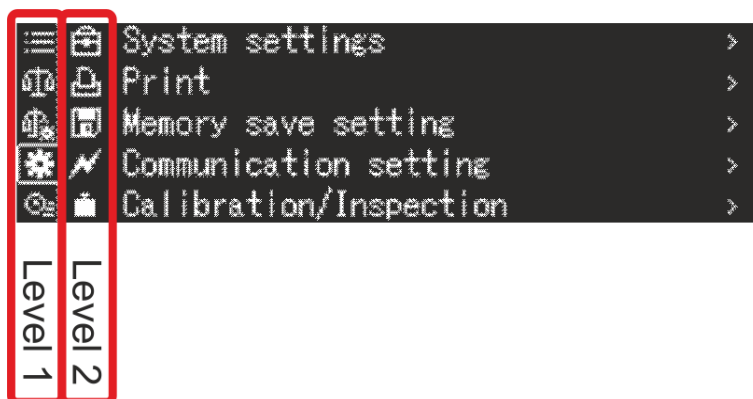 System settings >
Print >
Memory save setting >
Communication setting >
Calibration/Inspection >
Level 1
Level 2